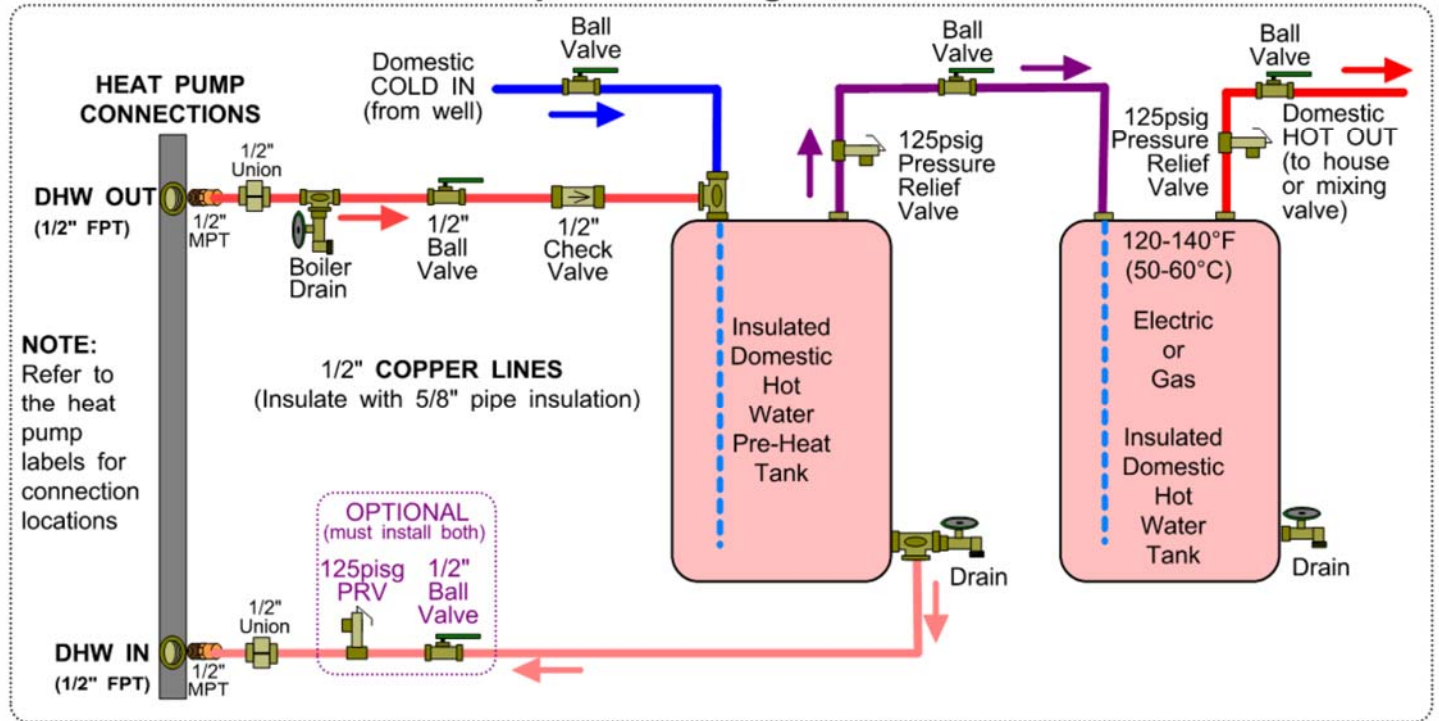 HEAT PUMP
CONNECTIONS
DHW OUT
(1/2" FPT)
1/2"
MPT
1/2"
Union
Boiler
Drain
1/2"
Ball
Valve
1/2"
Check
Valve
Domestic
COLD IN
(from well)
Ball
Valve
125psig
Pressure
Relief
Valve
Ball
Valve
125psig
Pressure
Relief
Valve
Ball
Valve
Domestic
HOT OUT
(to house
or mixing
valve)
NOTE:
Refer to
the heat
pump
labels for
connection
locations
1/2" COPPER LINES
(Insulate with 5/8" pipe insulation)
Insulated
Domestic
Hot
Water
Pre-Heat
Tank
Drain
120-140°F
(50-60°C)
Electric
or
Gas
Insulated
Domestic
Hot
Water
Tank
Drain
OPTIONAL
(must install both)
125pisg
PRV
1/2"
Ball
Valve
1/2"
Union
DHW IN
(1/2" FPT)
1/2"
MPT